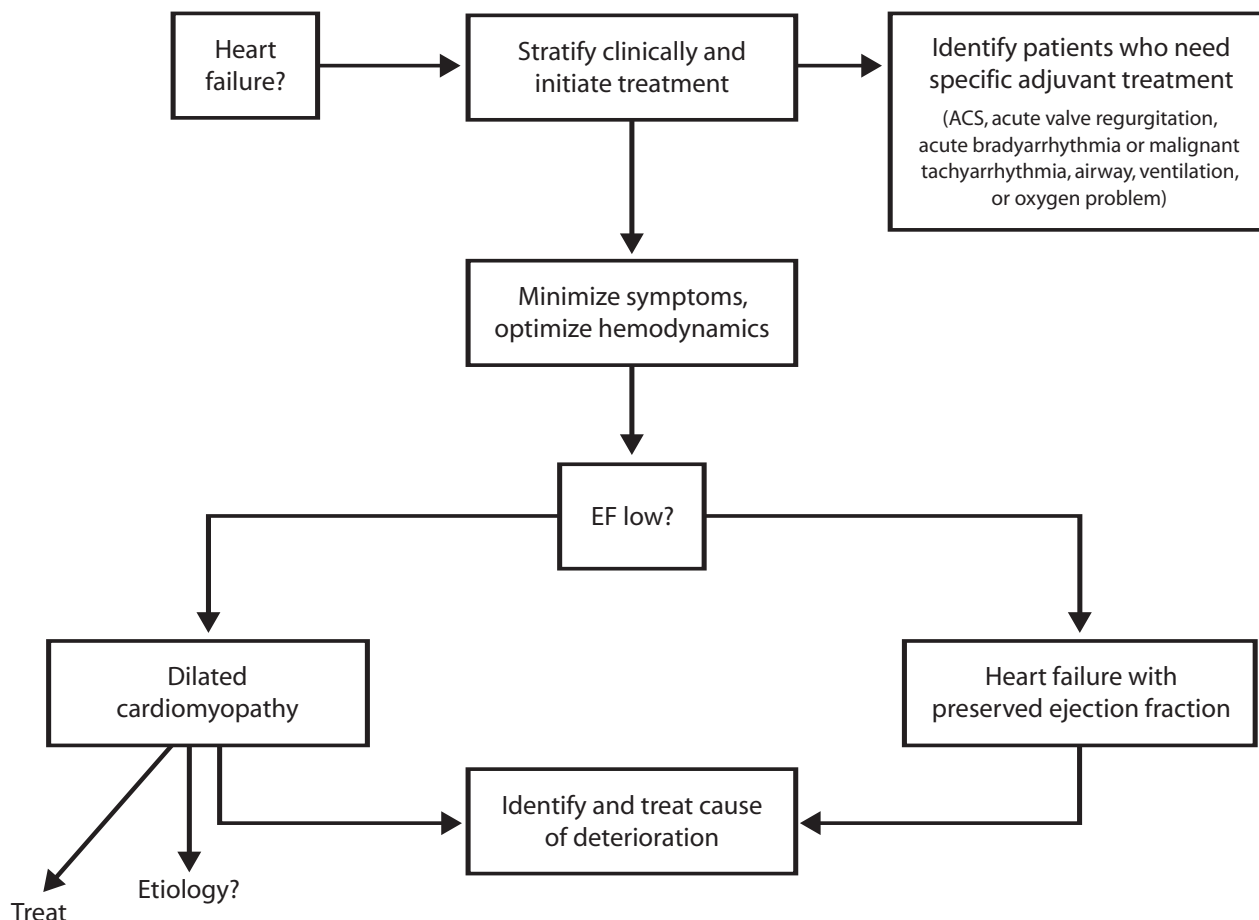 Heart
failure?
Stratify clinically and
initiate treatment
Identify patients who need
specific adjuvant treatment
(ACS, acute valve regurgitation,
acute bradyarrhythmia or malignant
tachyarrhythmia, airway, ventilation,
or oxygen problem)
Minimize symptoms,
optimize hemodynamics
EF low?
Dilated
cardiomyopathy
Heart failure with
preserved ejection fraction
Identify and treat cause
of deterioration
Etiology?
Treat